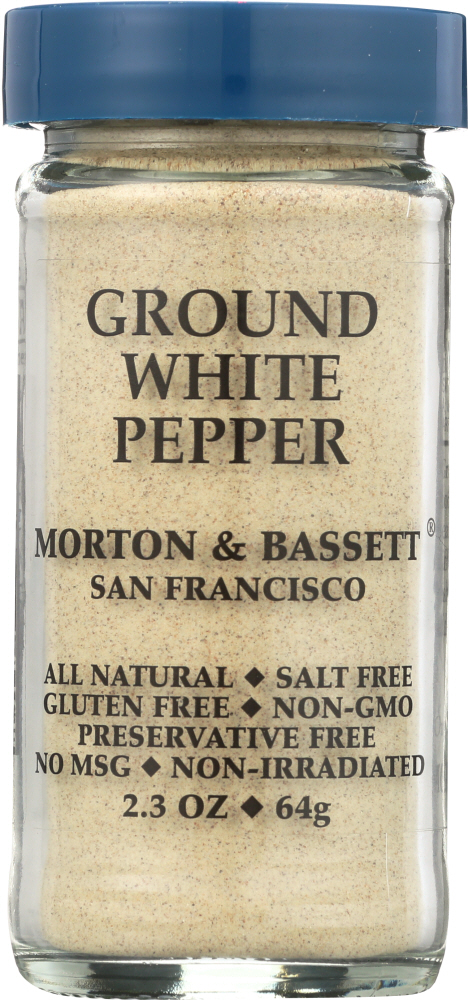 GROUND
WHITE
PEPPER
MORTON & BASSETT®
SAN FRANCISCO
ALL NATURAL ◆ SALT FREE
GLUTEN FREE ◆ NON-GMO
PRESERVATIVE FREE
NO MSG ◆ NON-IRRADIATED
2.3 OZ ◆ 64g